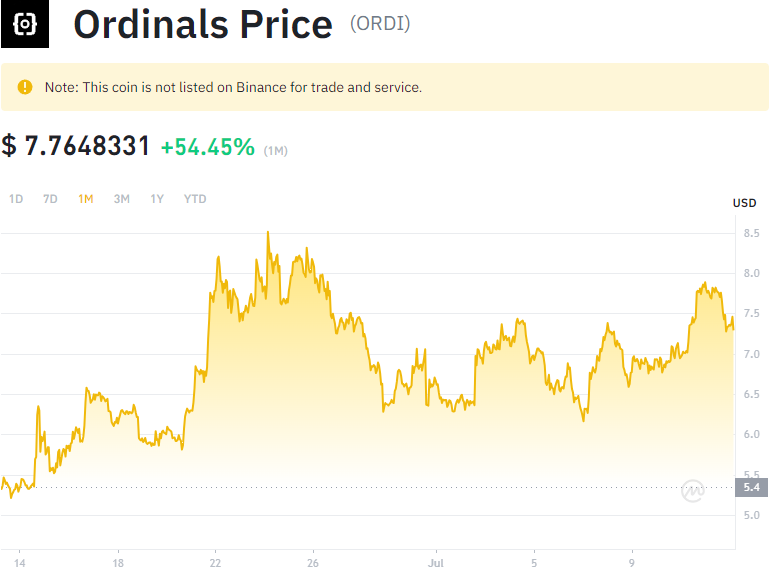 Ordinals Price (ORDI)
Note: This coin is not listed on Binance for trade and service.
$ 7.7648331 +54.45% (1M)
1D 7D 1M 3M 1Y YTD
USD
8.5
8.0
7.5
7.0
6.5
6.0
5.5
5.4
5.0
14 18 22 26 Jul 5 9